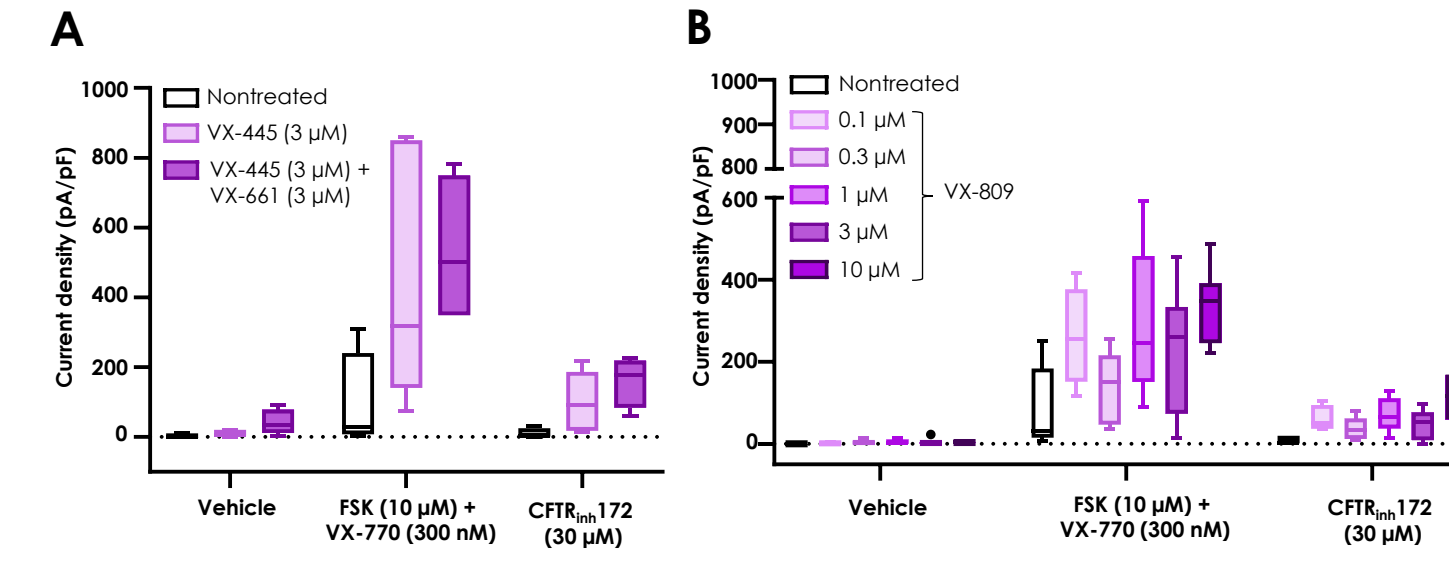 A
Current density (pA/pF)
1000
800
600
400
200
0
Nontreated
VX-445 (3 µM)
VX-445 (3 µM) +
VX-661 (3 µM)
Vehicle
FSK (10 µM) +
VX-770 (300 nM)
CFTRinh172
(30 µM)
B
Current density (pA/pF)
1000
900
800
600
400
200
0
Nontreated
0.1 µM
0.3 µM
1 µM
3 µM
10 µM
VX-809
Vehicle
FSK (10 µM) +
VX-770 (300 nM)
CFTRinh172
(30 µM)